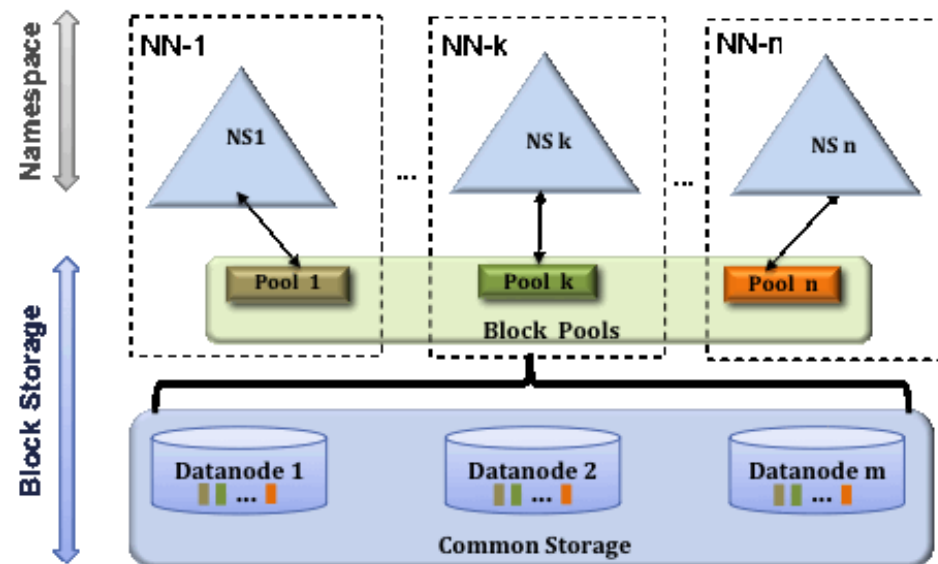 Namespace
NN-1
NN-k
NN-n
NS1
NS k
NS n
...
...
Block Storage
Pool 1
Pool k
Pool n
Block Pools
Datanode 1
...
Datanode 2
...
Datanode m
...
Common Storage